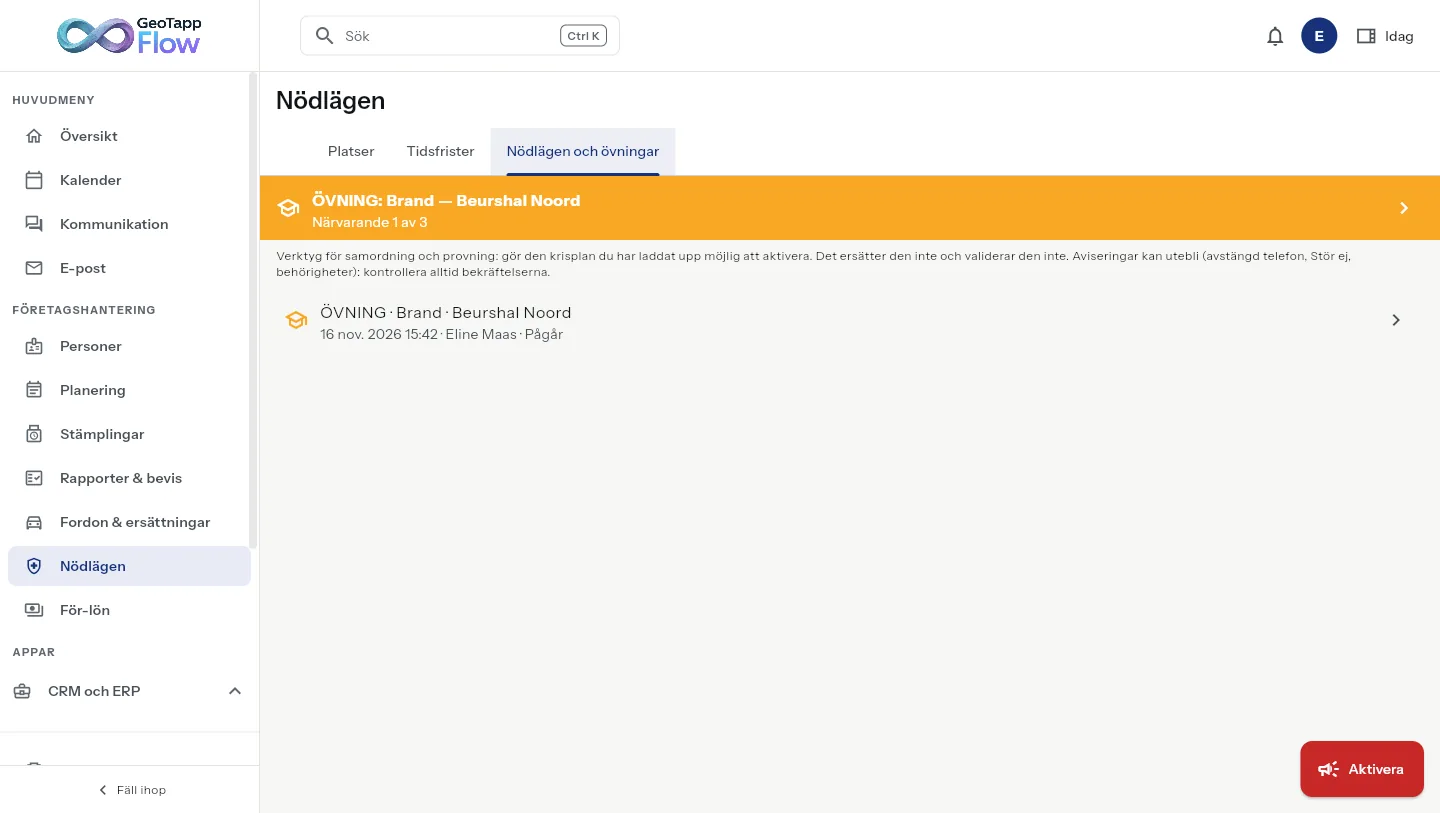 GeoTapp
Flow
Sök
Ctrl K
E
Idag
HUVUDMENY
Översikt
Kalender
Kommunikation
E-post
FÖRETAGSHANTERING
Personer
Planering
Stämplingar
Rapporter & bevis
Fordon & ersättningar
Nödlägen
För-lön
APPAR
CRM och ERP
Fäll ihop
Nödlägen
Platser
Tidsfrister
Nödlägen och övningar
ÖVNING: Brand — Beurshal Noord
Närvarande 1 av 3
Verktyg för samordning och provning: gör den krisplan du har laddat upp möjlig att aktivera. Det ersätter den inte och validerar den inte. Aviseringar kan utebli (avstängd telefon, Stör ej,
behörigheter): kontrollera alltid bekräftelserna.
ÖVNING · Brand · Beurshal Noord
16 nov. 2026 15:42 · Eline Maas · Pågår
Aktivera